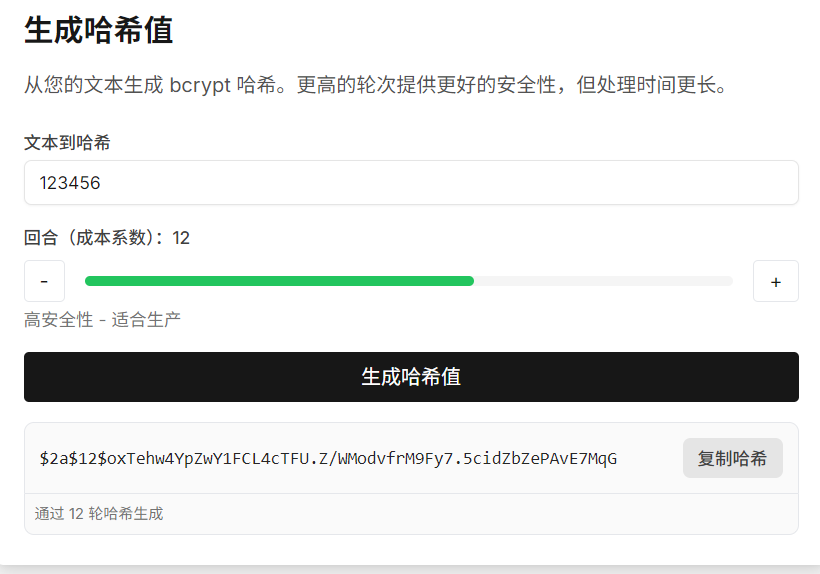 生成哈希值
从您的文本生成 bcrypt 哈希。更高的轮次提供更好的安全性，但处理时间更长。
文本到哈希
123456
回合（成本系数）：12
-
+
高安全性 - 适合生产
生成哈希值
$2a$12$oxTehw4YpZwY1FCL4cTFU.Z/WModvfrM9Fy7.5cidZbZePAvE7MqG
复制哈希
通过 12 轮哈希生成